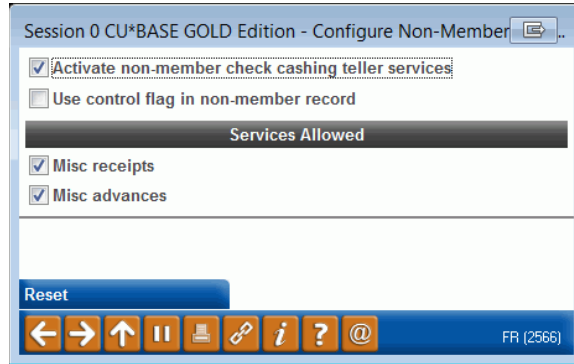 Session 0 CU*BASE GOLD Edition - Configure Non-Member ..
Activate non-member check cashing teller services
Use control flag in non-member record
Services Allowed
Misc receipts
Misc advances
Reset
i ? @ FR (2566)